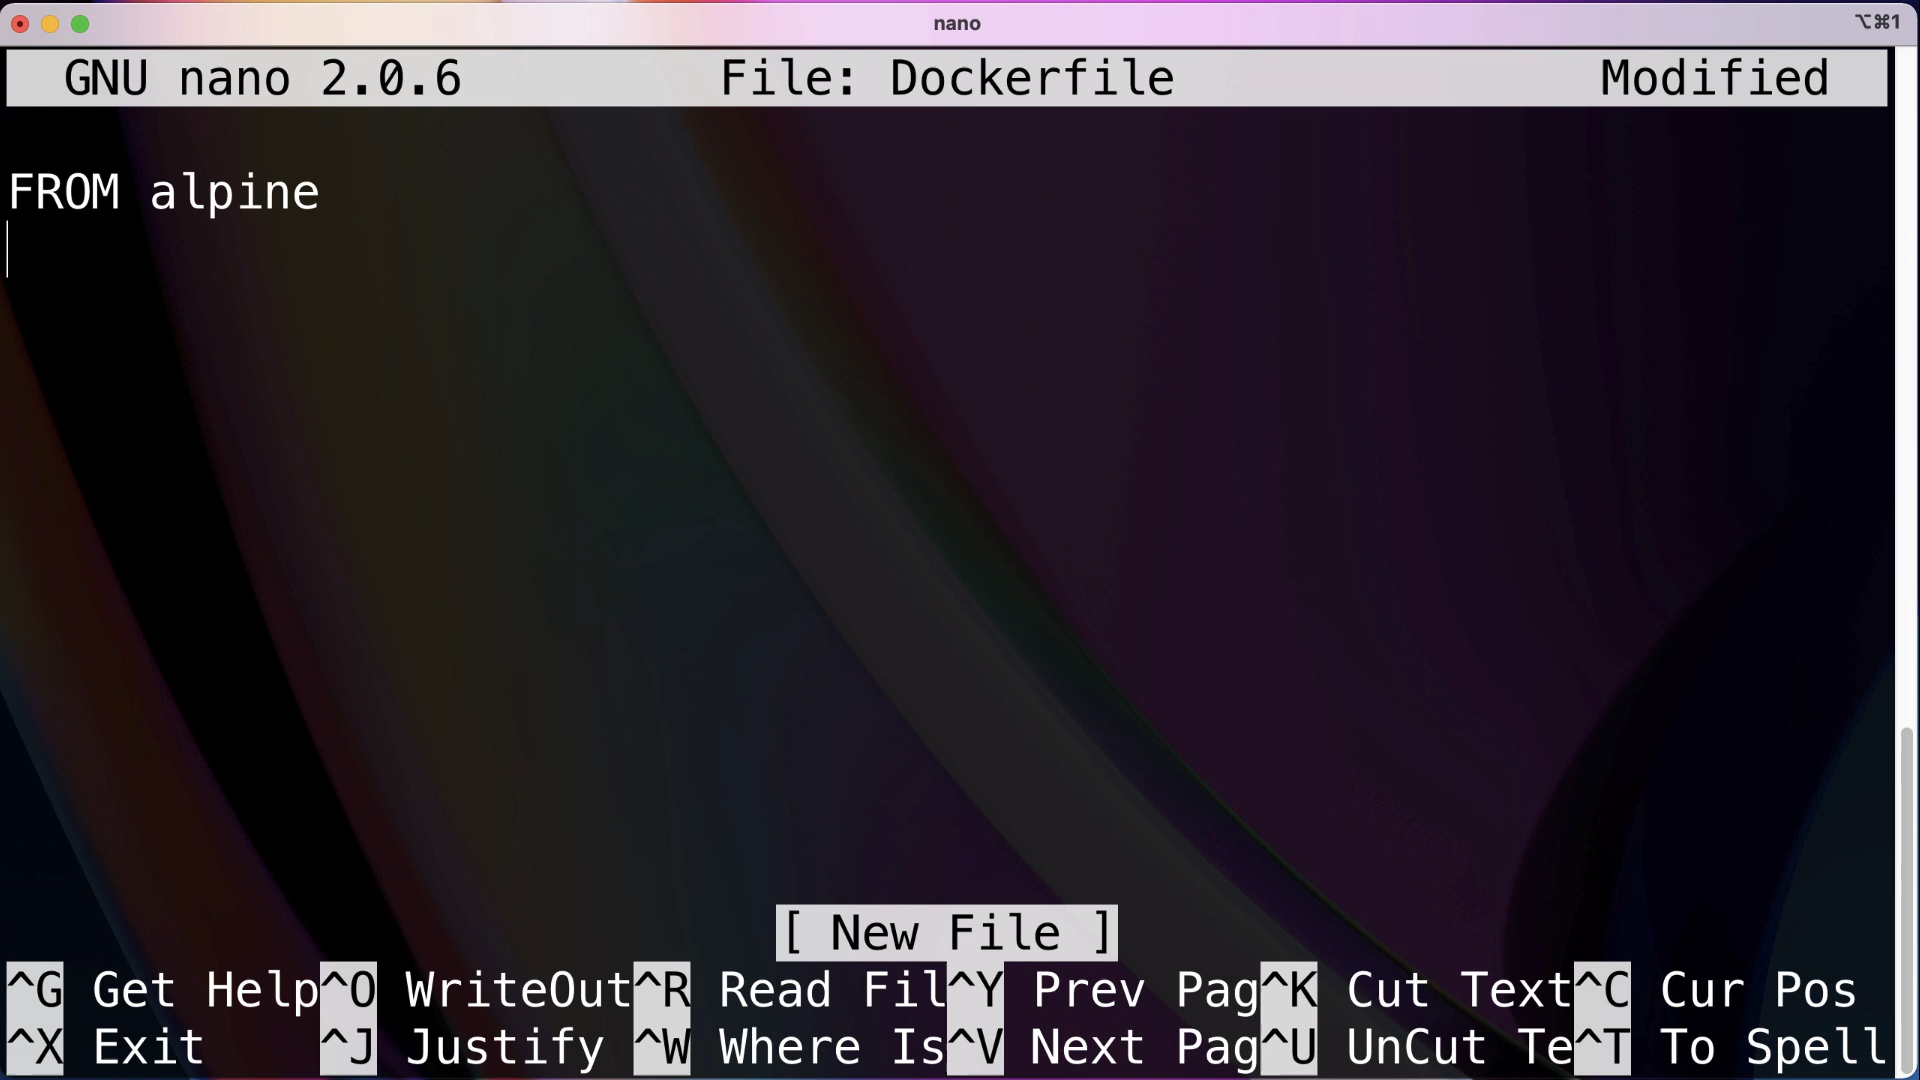 nano ⌥⌘1
GNU nano 2.0.6 File: Dockerfile Modified
FROM alpine
[ New File ]
^G Get Help^O WriteOut^R Read Fil^Y Prev Pag^K Cut Text^C Cur Pos
^X Exit ^J Justify ^W Where Is^V Next Pag^U UnCut Te^T To Spell